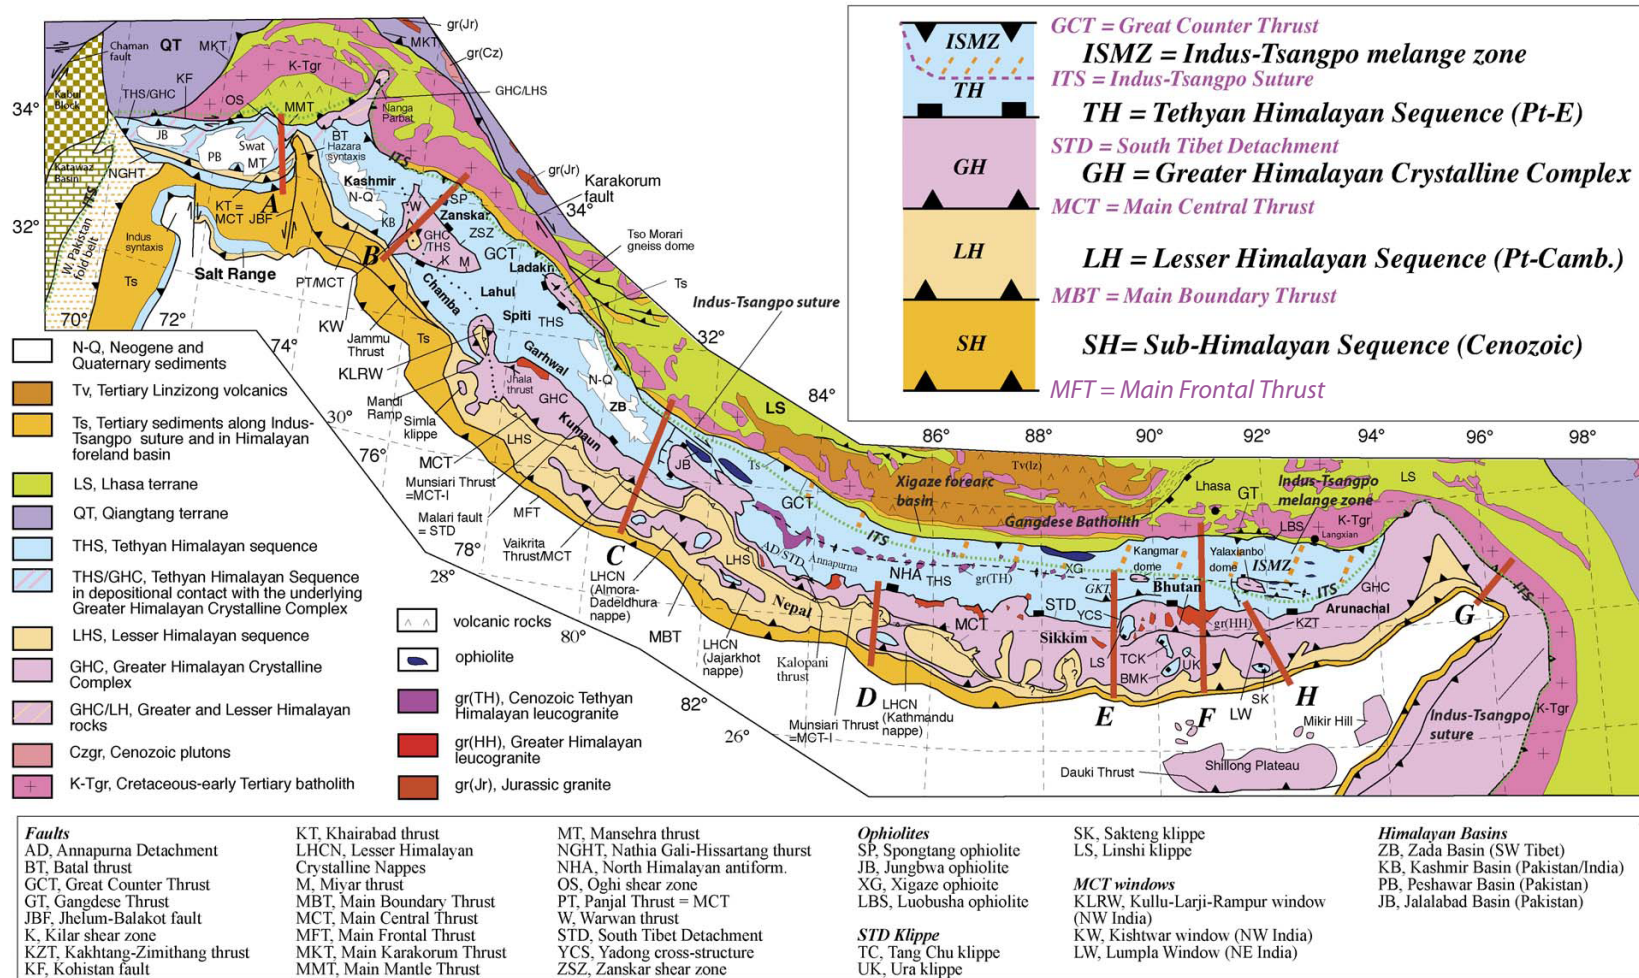 GCT = Great Counter Thrust
ISMZ
ISMZ = Indus-Tsangpo melange zone
ITS = Indus-Tsangpo Suture
TH
TH = Tethyan Himalayan Sequence (Pt-E)
STD = South Tibet Detachment
GH
GH = Greater Himalayan Crystalline Complex
MCT = Main Central Thrust
LH
LH = Lesser Himalayan Sequence (Pt-Camb.)
MBT = Main Boundary Thrust
SH
SH= Sub-Himalayan Sequence (Cenozoic)
MFT = Main Frontal Thrust
Chaman
fault
QT
MKT
gr(Jr)
MKT
gr(Cz)
K-Tgr
KF
THS/GHC
Kabul
Block
OS
MMT
Nanga
Parbat
GHC/LHS
34°
JB
Swat
PB
MT
BT
Hazara
syntaxis
ITS
Katawaz
Basin
NGHT
Kashmir
N-Q
gr(Jr)
Karakorum
fault
34°
KT =
MCT
JBF
A
KB
W
SP
Zanskar
ZSZ
32°
ITS
W. Pakistan
fold belt
Indus
syntaxis
Salt Range
B
GHC
/THS
K
M
GCT
Tso Morari
gneiss dome
Ladakh
Ts
Ts
PT/MCT
Chamba
Lahul
Indus-Tsangpo suture
70°
72°
74°
KW
Jammu
Thrust
Ts
Spiti
THS
32°
KLRW
Garhwal
Jhala
thrust
N-Q
ZB
LS
84°
Mandi
Ramp
30°
Simla
klippe
GHC
Kumaun
76°
LHS
MCT
Munsiari Thrust
=MCT-I
Malari fault
= STD
MFT
78°
Vaikrita
Thrust/MCT
C
JB
Ts
28°
GCT
86°
88°
90°
92°
94°
96°
98°
Tv(lz)
Xigaze forearc
basin
Gangdese Batholith
Lhasa
GT
Indus-Tsangpo
melange zone
LS
LBS
K-Tgr
Langxian
ITS
AD/STD
Annapurna
LHS
NHA
THS
gr(TH)
XG
Kangmar
dome
Yalaxianbo
dome
ISMZ
GKT
ITS
GHC
ITS
LHCN
(Almora-
Dadeldhura
nappe)
Nepal
STD
YCS
Bhutan
gr(HH)
Arunachal
KZT
G
80°
MBT
LHCN
(Jajarkhot
nappe)
Kalopani
thrust
MCT
Sikkim
LS
TCK
UK
BMK
D
LHCN
(Kathmandu
nappe)
E
F
H
SK
LW
82°
Munsiari Thrust
=MCT-I
26°
Mikir Hill
Indus-Tsangpo
suture
K-Tgr
Dauki Thrust
Shillong Plateau
N-Q, Neogene and
Quaternary sediments
Tv, Tertiary Linzizong volcanics
Ts, Tertiary sediments along Indus-
Tsangpo suture and in Himalayan
foreland basin
LS, Lhasa terrane
QT, Qiangtang terrane
THS, Tethyan Himalayan sequence
THS/GHC, Tethyan Himalayan Sequence
in depositional contact with the underlying
Greater Himalayan Crystalline Complex
LHS, Lesser Himalayan sequence
GHC, Greater Himalayan Crystalline
Complex
GHC/LH, Greater and Lesser Himalayan
rocks
Czgr, Cenozoic plutons
K-Tgr, Cretaceous-early Tertiary batholith
volcanic rocks
ophiolite
gr(TH), Cenozoic Tethyan
Himalayan leucogranite
gr(HH), Greater Himalayan
leucogranite
gr(Jr), Jurassic granite
Faults
AD, Annapurna Detachment
BT, Batal thrust
GCT, Great Counter Thrust
GT, Gangdese Thrust
JBF, Jhelum-Balakot fault
K, Kilar shear zone
KZT, Kakhtang-Zimithang thrust
KF, Kohistan fault
KT, Khairabad thrust
LHCN, Lesser Himalayan
Crystalline Nappes
M, Miyar thrust
MBT, Main Boundary Thrust
MCT, Main Central Thrust
MFT, Main Frontal Thrust
MKT, Main Karakorum Thrust
MMT, Main Mantle Thrust
MT, Mansehra thrust
NGHT, Nathia Gali-Hissartang thurst
NHA, North Himalayan antiform.
OS, Oghi shear zone
PT, Panjal Thrust = MCT
W, Warwan thrust
STD, South Tibet Detachment
YCS, Yadong cross-structure
ZSZ, Zanskar shear zone
Ophiolites
SP, Spongtang ophiolite
JB, Jungbwa ophiolite
XG, Xigaze ophioite
LBS, Luobusha ophiolite
STD Klippe
TC, Tang Chu klippe
UK, Ura klippe
SK, Sakteng klippe
LS, Linshi klippe
MCT windows
KLRW, Kullu-Larji-Rampur window
(NW India)
KW, Kishtwar window (NW India)
LW, Lumpla Window (NE India)
Himalayan Basins
ZB, Zada Basin (SW Tibet)
KB, Kashmir Basin (Pakistan/India)
PB, Peshawar Basin (Pakistan)
JB, Jalalabad Basin (Pakistan)